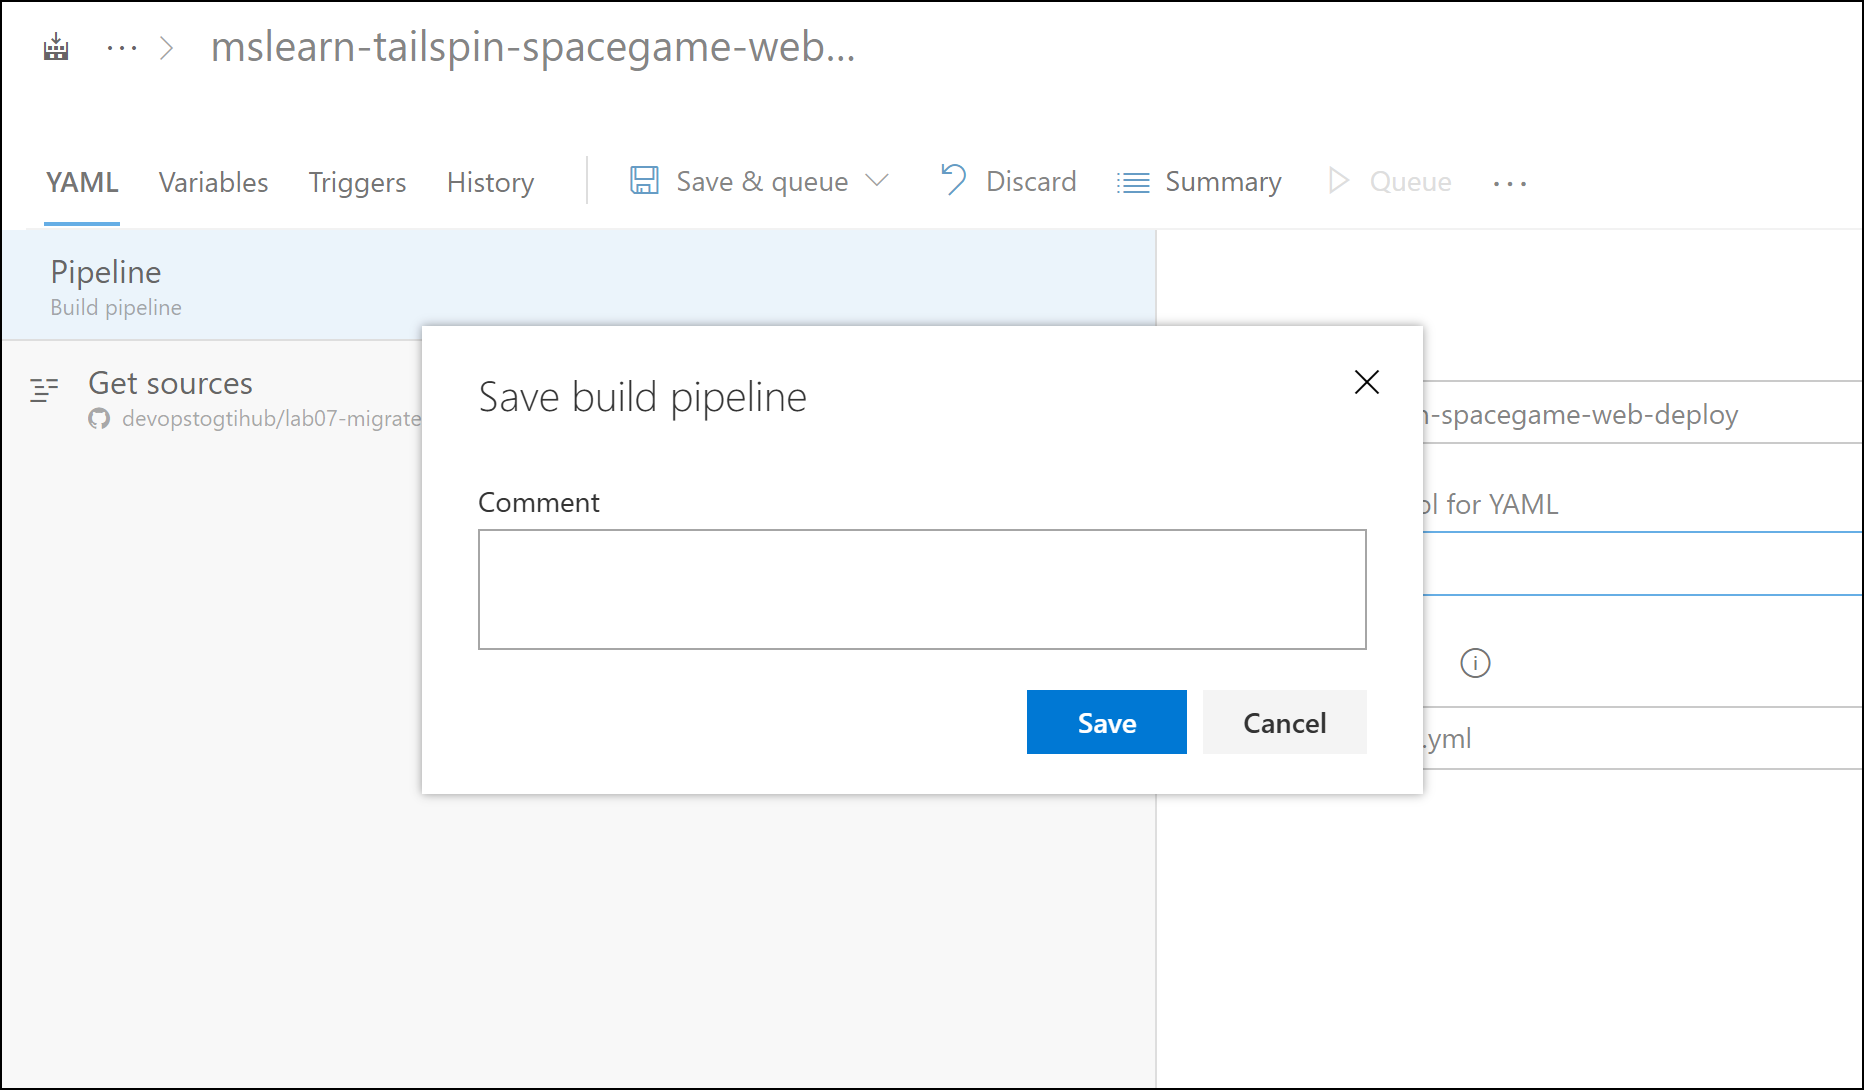 mslearn-tailspin-spacegame-web...
YAML Variables Triggers History Save & queue Discard Summary Queue ...
Pipeline
Build pipeline
Get sources
devopstogtihub/lab07-migrate
Save build pipeline
Comment
Save Cancel
-spacegame-web-deploy
for YAML
.yml